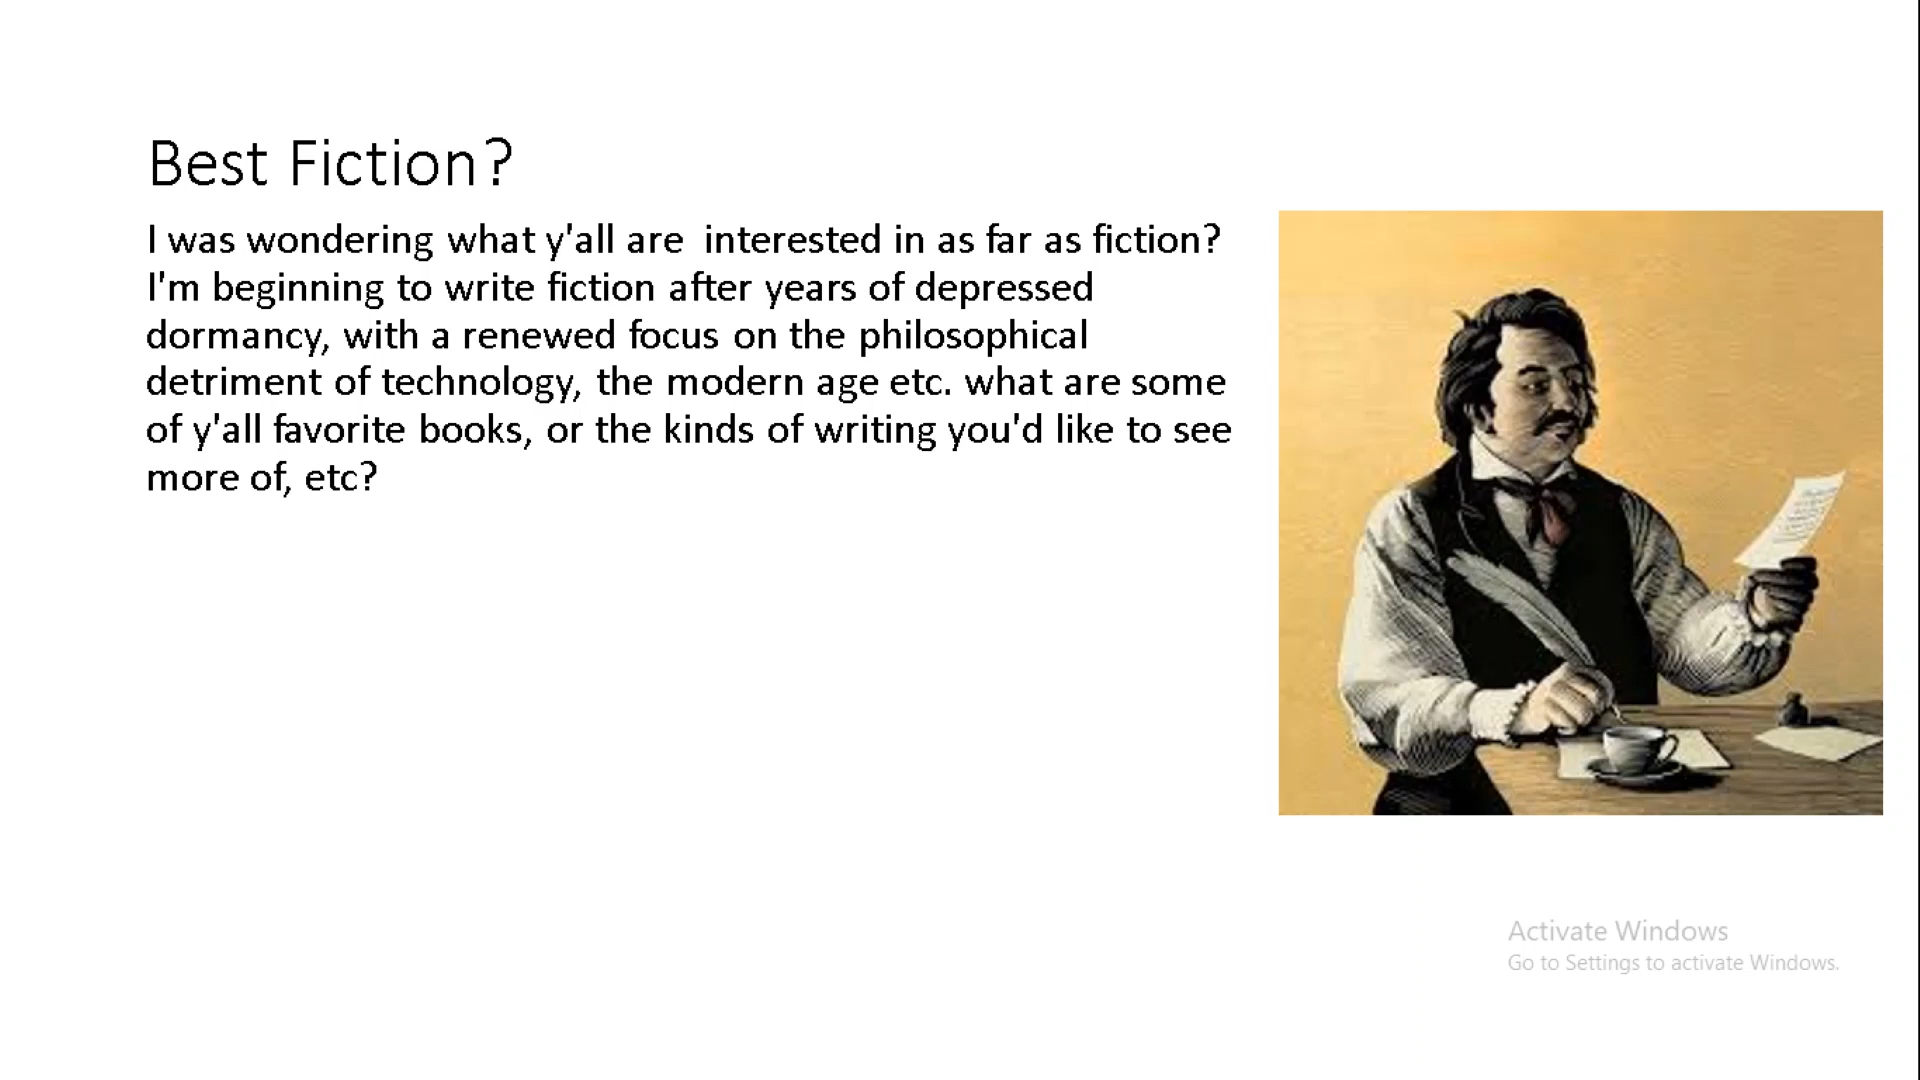 Best Fiction?
I was wondering what y'all are  interested in as far as fiction?
I'm beginning to write fiction after years of depressed
dormancy, with a renewed focus on the philosophical
detriment of technology, the modern age etc. what are some
of y'all favorite books, or the kinds of writing you'd like to see
more of, etc?
Activate Windows
Go to Settings to activate Windows.